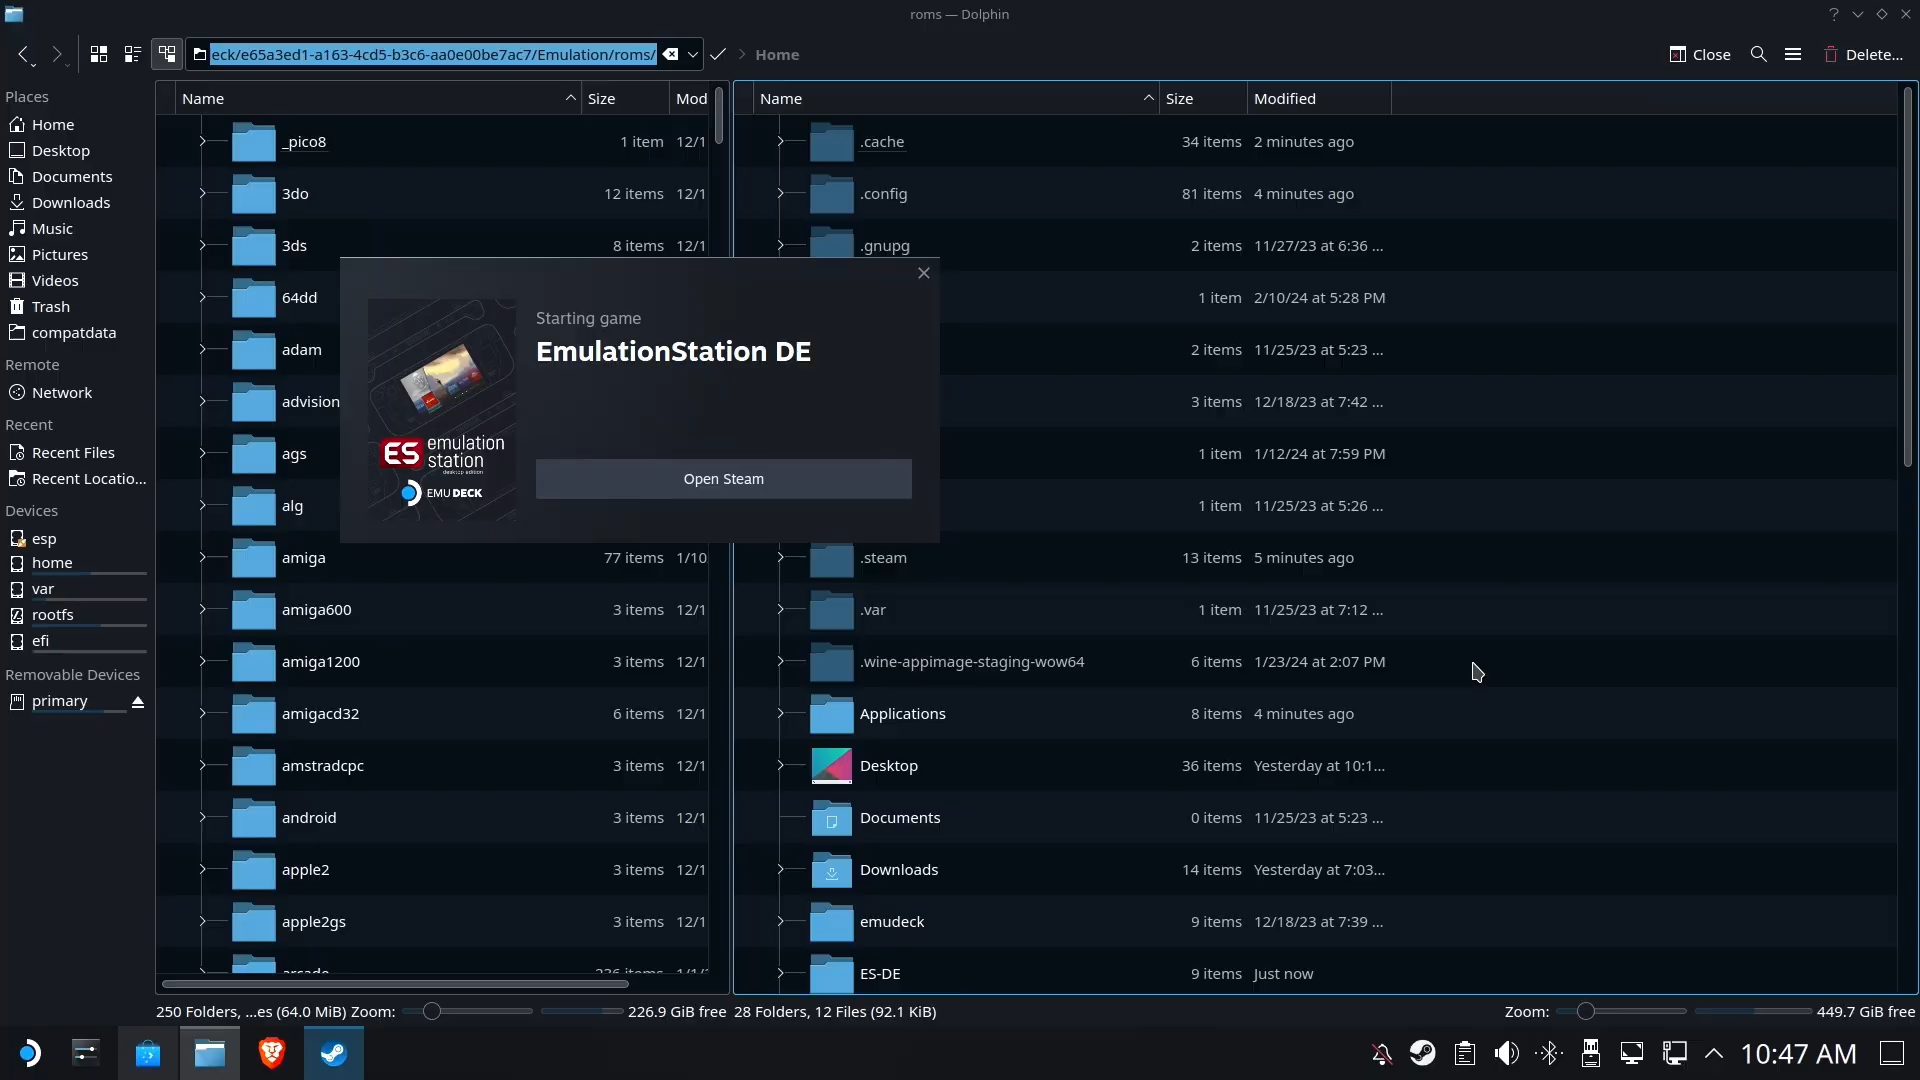 roms — Dolphin
eck/e65a3ed1-a163-4cd5-b3c6-aa0e00be7ac7/Emulation/roms/
Home
Close
Delete...
Places
Home
Desktop
Documents
Downloads
Music
Pictures
Videos
Trash
compatdata
Remote
Network
Recent
Recent Files
Recent Locatio...
Devices
esp
home
var
rootfs
efi
Removable Devices
primary
Name Size Mod
_pico8 1 item 12/1
3do 12 items 12/1
3ds 8 items 12/1
64dd
adam
advision
ags
alg
amiga 77 items 1/10
amiga600 3 items 12/1
amiga1200 3 items 12/1
amigacd32 6 items 12/1
amstradcpc 3 items 12/1
android 3 items 12/1
apple2 3 items 12/1
apple2gs 3 items 12/1
arcade 236 items 1/1/
Name Size Modified
.cache 34 items 2 minutes ago
.config 81 items 4 minutes ago
.gnupg 2 items 11/27/23 at 6:36 ...
1 item 2/10/24 at 5:28 PM
2 items 11/25/23 at 5:23 ...
3 items 12/18/23 at 7:42 ...
1 item 1/12/24 at 7:59 PM
1 item 11/25/23 at 5:26 ...
.steam 13 items 5 minutes ago
.var 1 item 11/25/23 at 7:12 ...
.wine-appimage-staging-wow64 6 items 1/23/24 at 2:07 PM
Applications 8 items 4 minutes ago
Desktop 36 items Yesterday at 10:1...
Documents 0 items 11/25/23 at 5:23 ...
Downloads 14 items Yesterday at 7:03...
emudeck 9 items 12/18/23 at 7:39 ...
ES-DE 9 items Just now
Starting game
EmulationStation DE
Open Steam
ES emulation
station
desktop edition
EMUDECK
250 Folders, ...es (64.0 MiB) Zoom: 226.9 GiB free
28 Folders, 12 Files (92.1 KiB) Zoom: 449.7 GiB free
10:47 AM